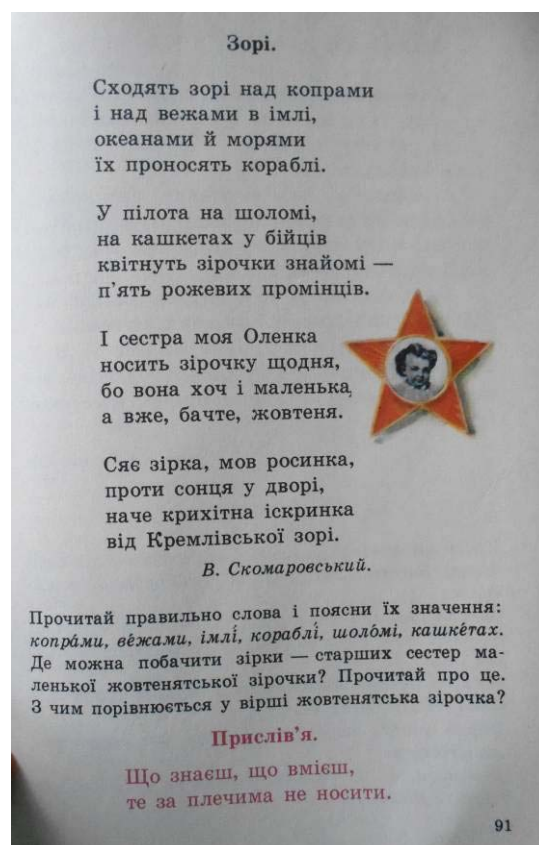 Зорі.
Сходять зорі над копрами
і над вежами в імлі,
океанами й морями
їх проносять кораблі.
У пілота на шоломі,
на кашкетах у бійців
квітнуть зірочки знайомі —
п'ять рожевих промінців.
І сестра моя Оленка
носить зірочку щодня,
бо вона хоч і маленька,
а вже, бачте, жовтеня.
Сяє зірка, мов росинка,
проти сонця у дворі,
наче крихітна іскринка
від Кремлівської зорі.
В. Скомаровський.
Прочитай правильно слова і поясни їх значення:
копра́ми, ве́жами, імлі́, кораблі́, шоло́мі, кашке́тах.
Де можна побачити зірки — старших сестер ма-
ленької жовтенятської зірочки? Прочитай про це.
З чим порівнюється у вірші жовтенятська зірочка?
Прислів'я.
Що знаєш, що вмієш,
те за плечима не носити.
91